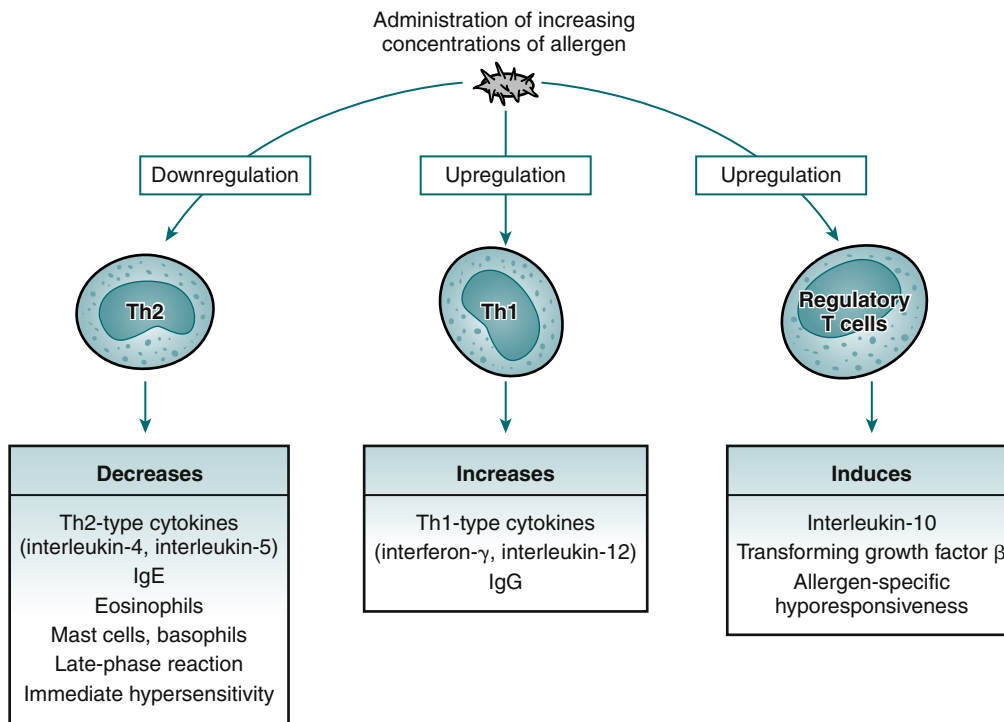 Administration of increasing
concentrations of allergen
Downregulation
Upregulation
Upregulation
Th2
Th1
Regulatory
T cells
Decreases
Th2-type cytokines
(interleukin-4, interleukin-5)
IgE
Eosinophils
Mast cells, basophils
Late-phase reaction
Immediate hypersensitivity
Increases
Th1-type cytokines
(interferon-γ, interleukin-12)
IgG
Induces
Interleukin-10
Transforming growth factor β
Allergen-specific
hyporesponsiveness